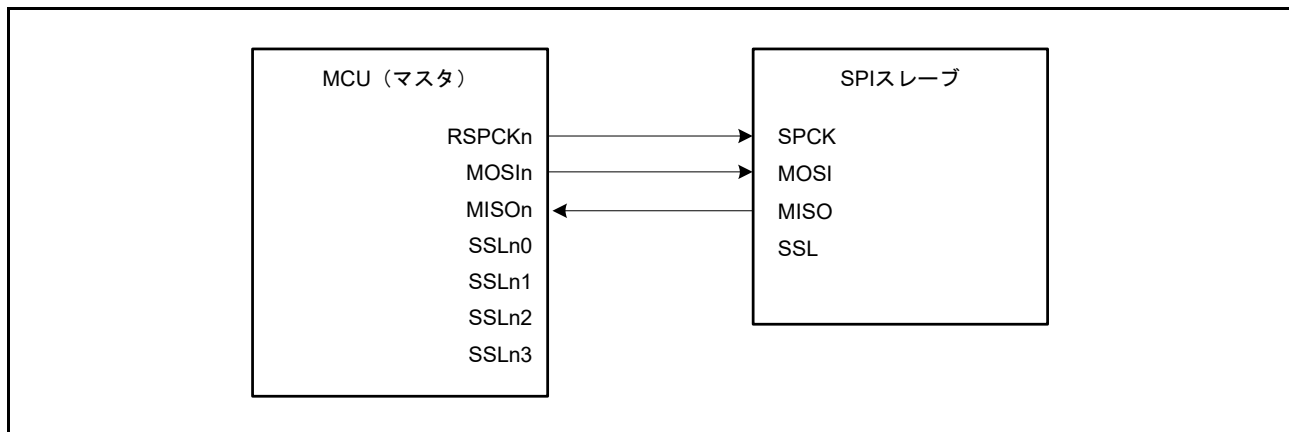 MCU（マスタ）
RSPCKn
MOSIn
MISOn
SSLn0
SSLn1
SSLn2
SSLn3
SPIスレーブ
SPCK
MOSI
MISO
SSL